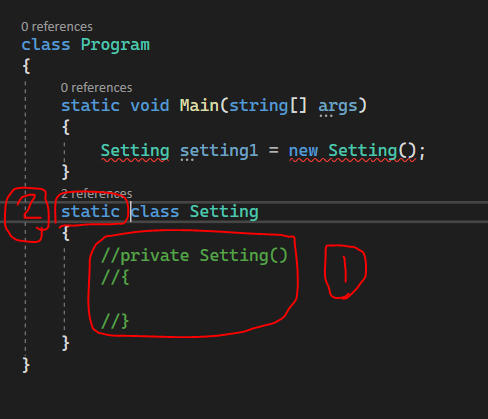 0 references
class Program
{
0 references
static void Main(string[] args)
{
Setting setting1 = new Setting();
}
2 references
2 static class Setting
{
//private Setting()
//{ 1
//}
}
}